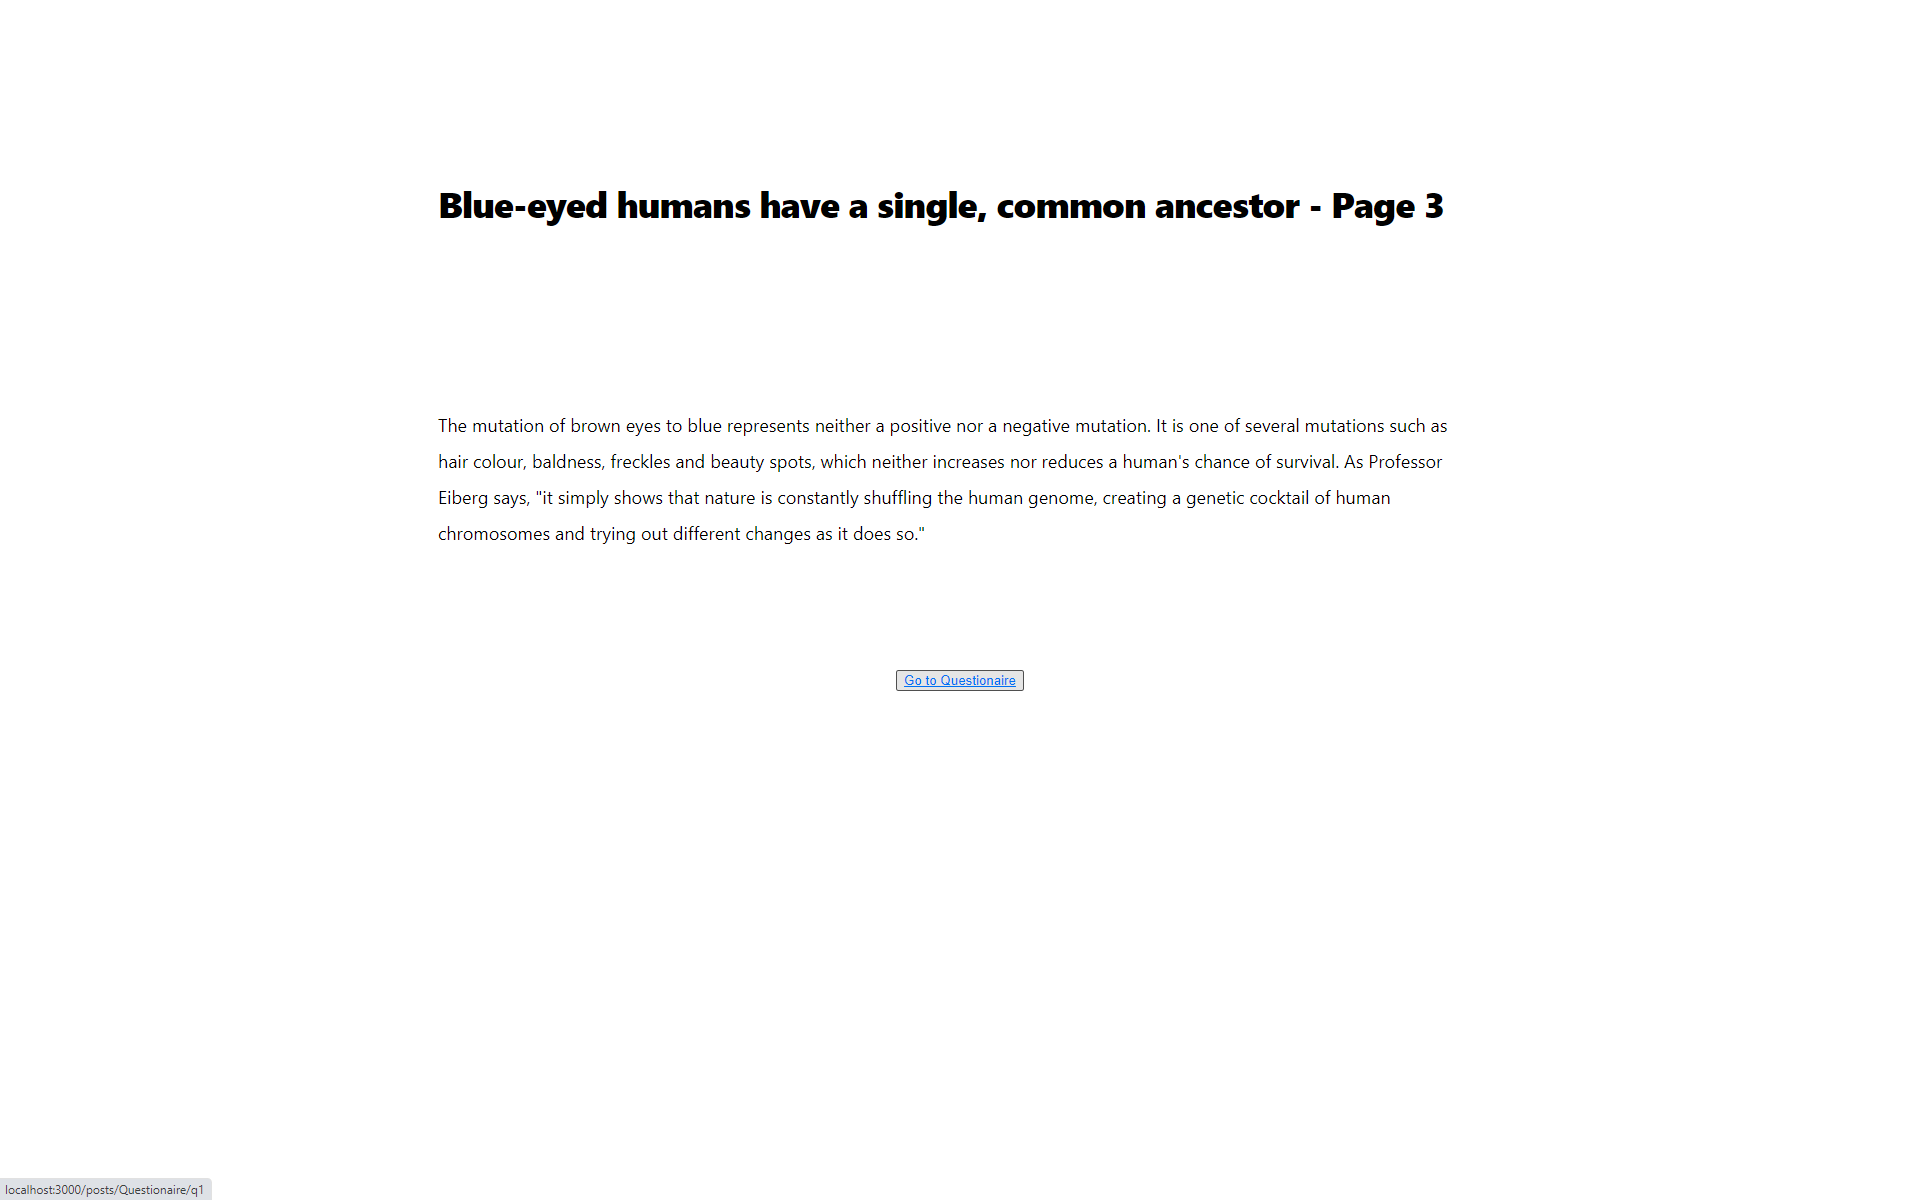 Blue-eyed humans have a single, common ancestor - Page 3
The mutation of brown eyes to blue represents neither a positive nor a negative mutation. It is one of several mutations such as
hair colour, baldness, freckles and beauty spots, which neither increases nor reduces a human's chance of survival. As Professor
Eiberg says, "it simply shows that nature is constantly shuffling the human genome, creating a genetic cocktail of human
chromosomes and trying out different changes as it does so."
Go to Questionaire
localhost:3000/posts/Questionaire/q1